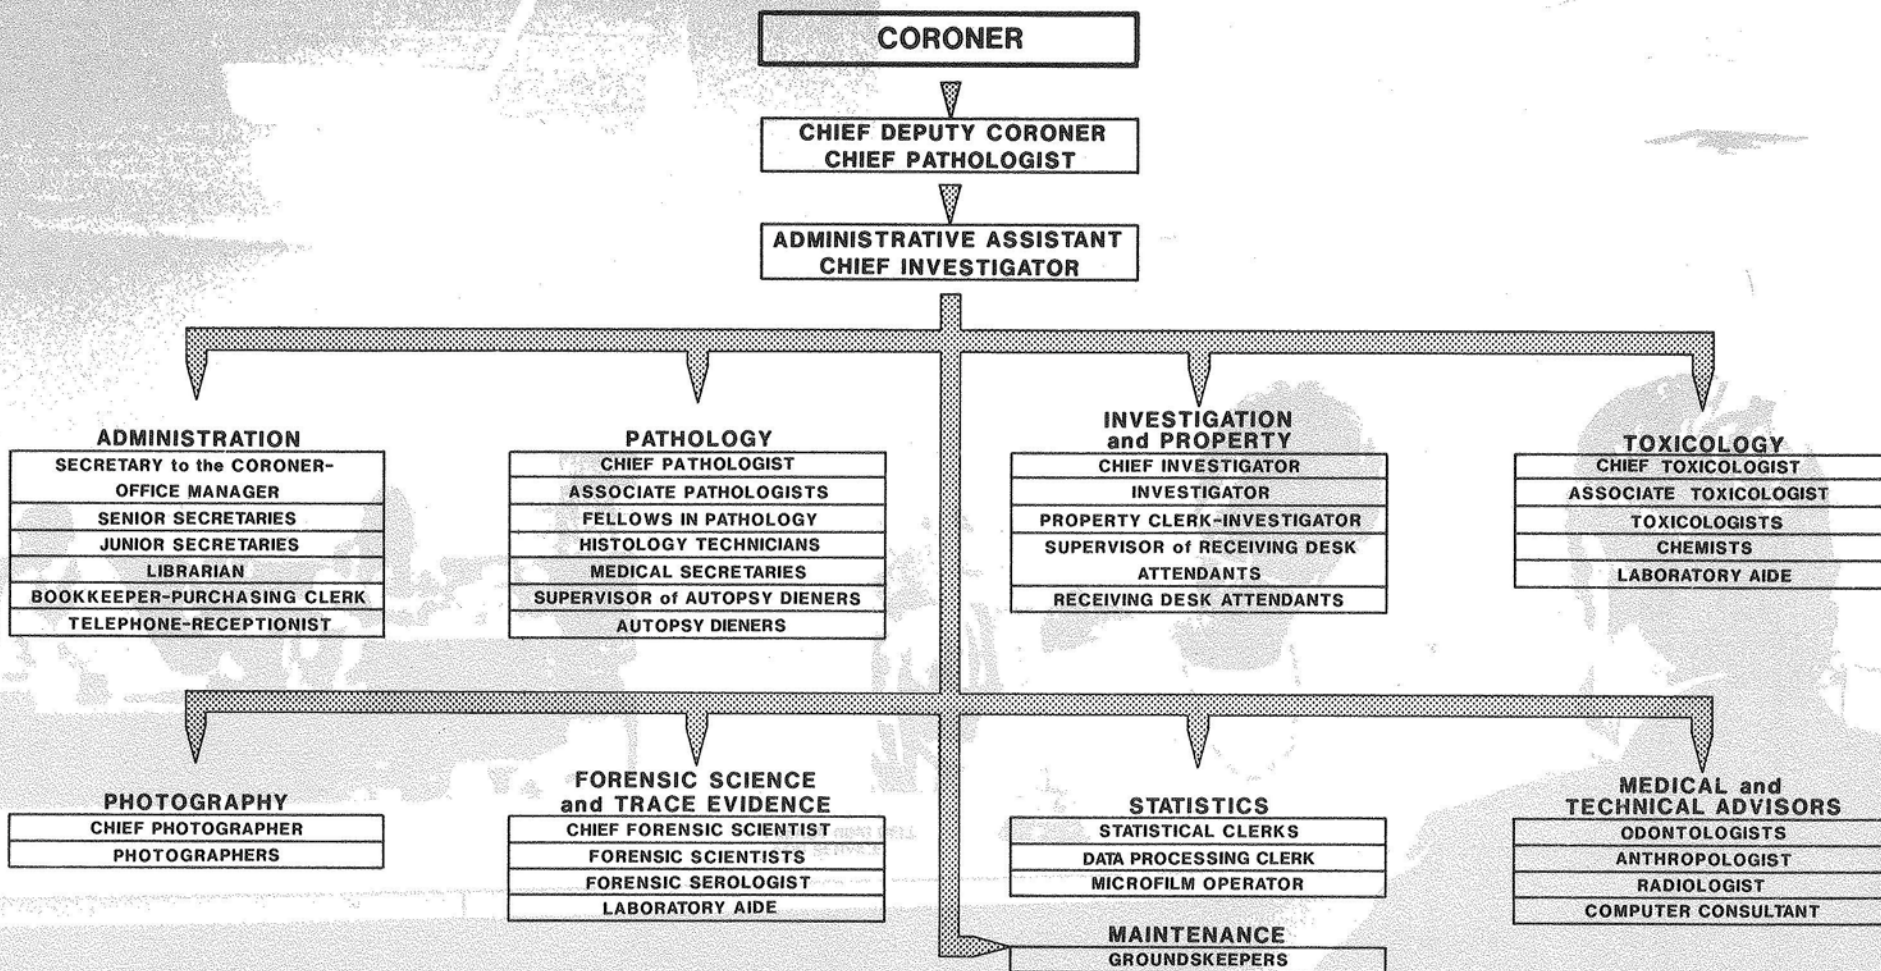 CORONER
CHIEF DEPUTY CORONER
CHIEF PATHOLOGIST
ADMINISTRATIVE ASSISTANT
CHIEF INVESTIGATOR
ADMINISTRATION
SECRETARY to the CORONER-
OFFICE MANAGER
SENIOR SECRETARIES
JUNIOR SECRETARIES
LIBRARIAN
BOOKKEEPER-PURCHASING CLERK
TELEPHONE-RECEPTIONIST
PATHOLOGY
CHIEF PATHOLOGIST
ASSOCIATE PATHOLOGISTS
FELLOWS IN PATHOLOGY
HISTOLOGY TECHNICIANS
MEDICAL SECRETARIES
SUPERVISOR of AUTOPSY DIENERS
AUTOPSY DIENERS
INVESTIGATION
and PROPERTY
CHIEF INVESTIGATOR
INVESTIGATOR
PROPERTY CLERK-INVESTIGATOR
SUPERVISOR of RECEIVING DESK
ATTENDANTS
RECEIVING DESK ATTENDANTS
TOXICOLOGY
CHIEF TOXICOLOGIST
ASSOCIATE TOXICOLOGIST
TOXICOLOGISTS
CHEMISTS
LABORATORY AIDE
PHOTOGRAPHY
CHIEF PHOTOGRAPHER
PHOTOGRAPHERS
FORENSIC SCIENCE
and TRACE EVIDENCE
CHIEF FORENSIC SCIENTIST
FORENSIC SCIENTISTS
FORENSIC SEROLOGIST
LABORATORY AIDE
STATISTICS
STATISTICAL CLERKS
DATA PROCESSING CLERK
MICROFILM OPERATOR
MEDICAL and
TECHNICAL ADVISORS
ODONTOLOGISTS
ANTHROPOLOGIST
RADIOLOGIST
COMPUTER CONSULTANT
MAINTENANCE
GROUNDSKEEPERS